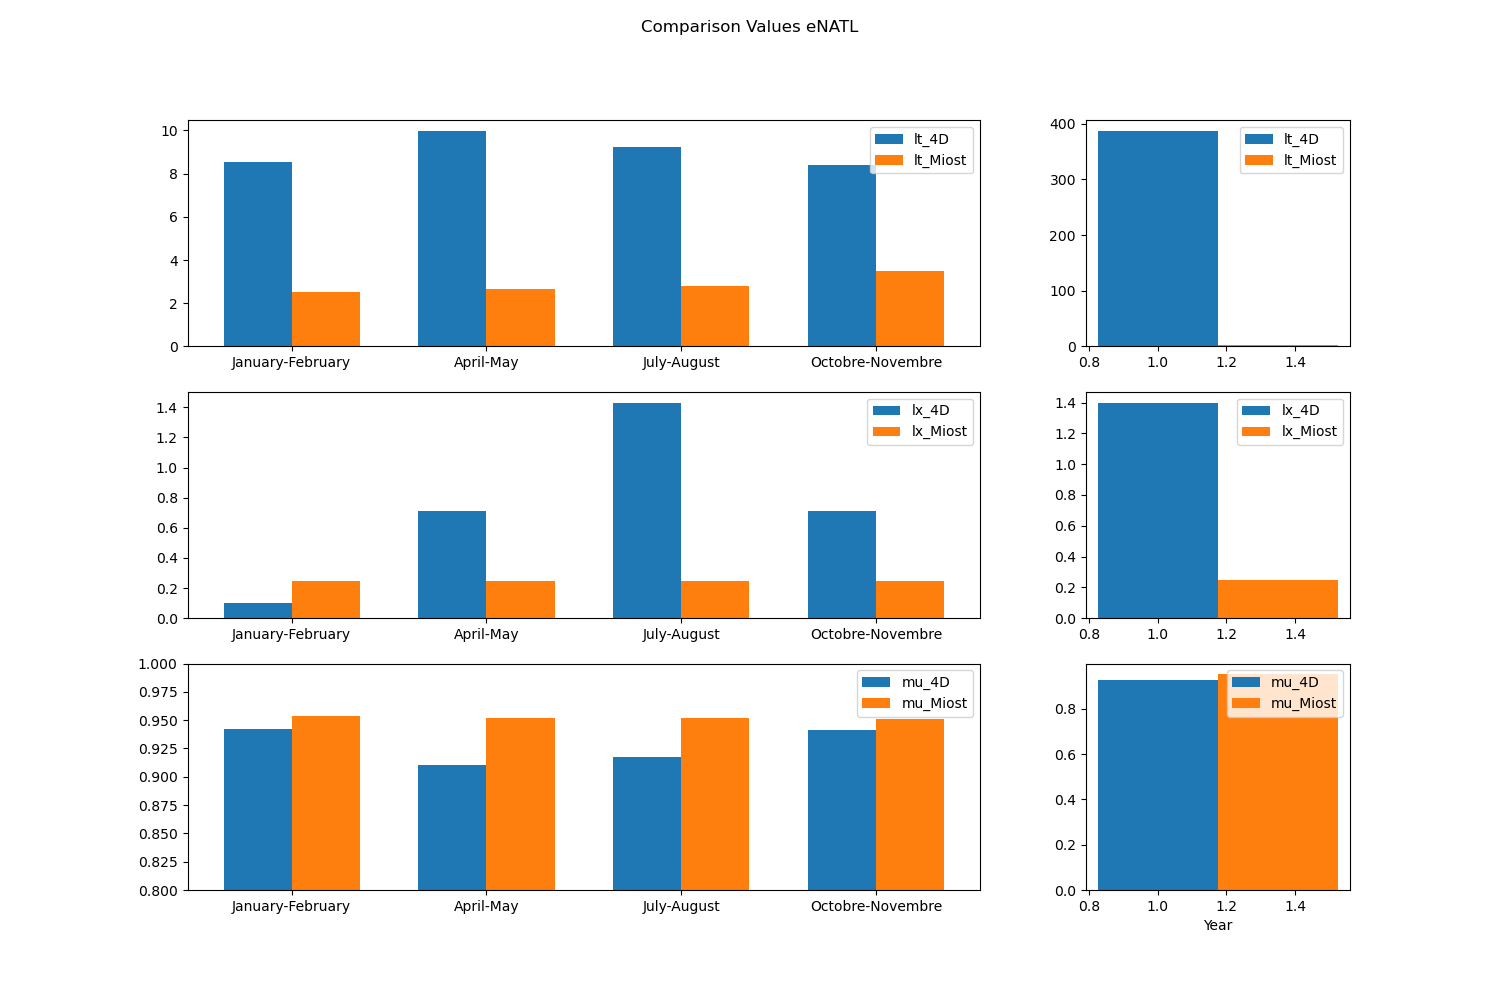 Comparison Values eNATL
10
8
6
4
2
0
lt_4D
lt_Miost
January-February April-May July-August Octobre-Novembre
400
300
200
100
0
lt_4D
lt_Miost
0.8 1.0 1.2 1.4
1.4
1.2
1.0
0.8
0.6
0.4
0.2
0.0
lx_4D
lx_Miost
January-February April-May July-August Octobre-Novembre
1.4
1.2
1.0
0.8
0.6
0.4
0.2
0.0
lx_4D
lx_Miost
0.8 1.0 1.2 1.4
1.000
0.975
0.950
0.925
0.900
0.875
0.850
0.825
0.800
mu_4D
mu_Miost
January-February April-May July-August Octobre-Novembre
0.8
0.6
0.4
0.2
0.0
mu_4D
mu_Miost
0.8 1.0 1.2 1.4
Year